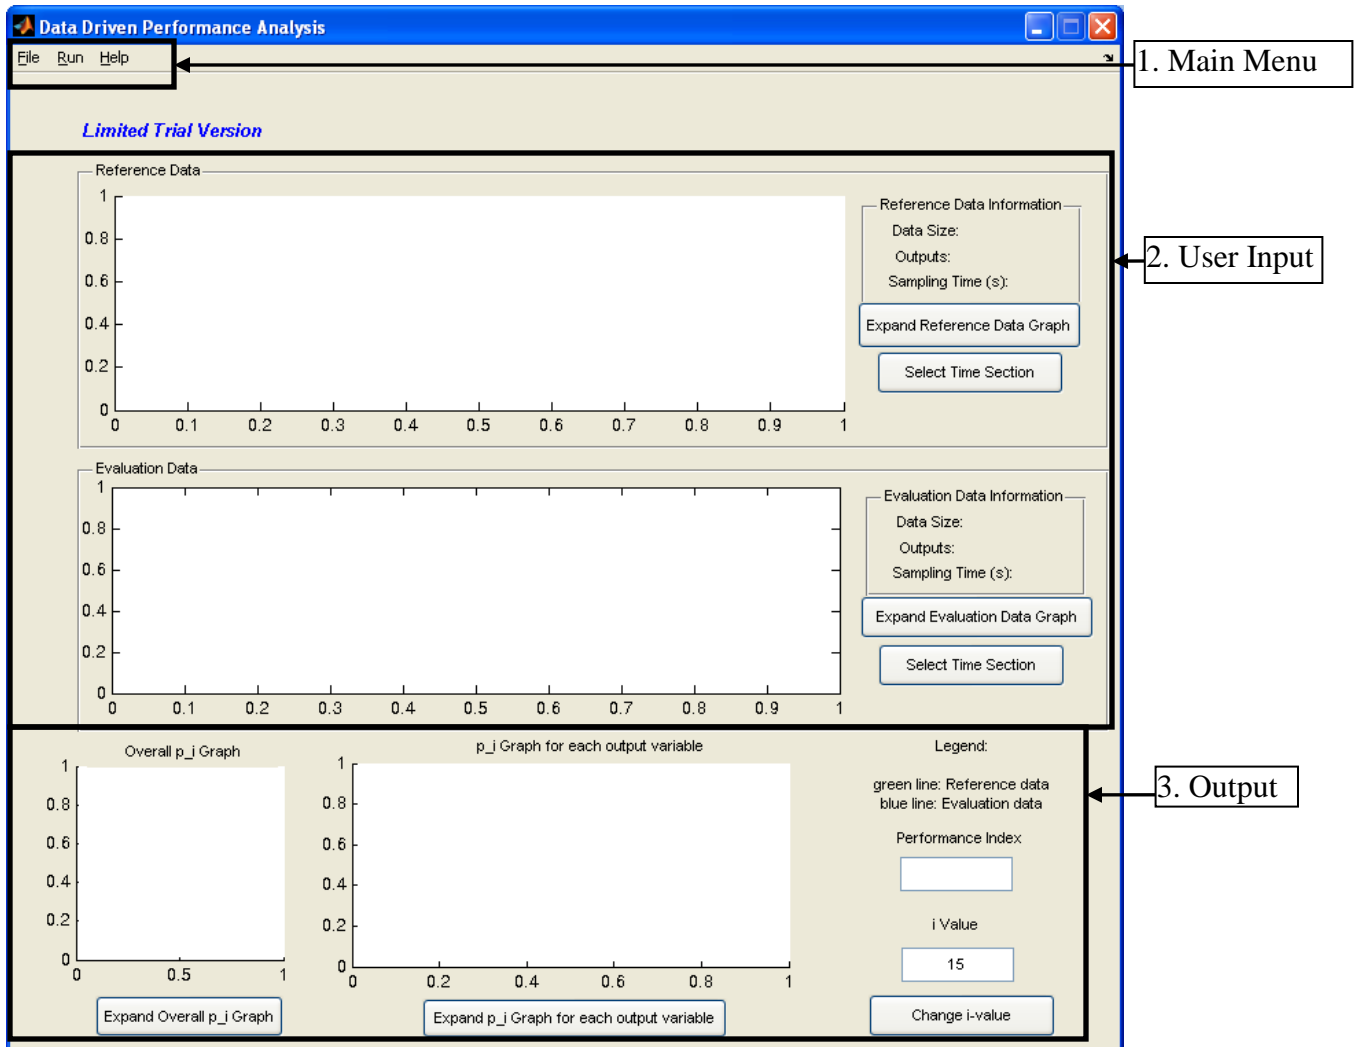 Data Driven Performance Analysis
File Run Help
1. Main Menu
Limited Trial Version
Reference Data
1
0.8
0.6
0.4
0.2
0
0 0.1 0.2 0.3 0.4 0.5 0.6 0.7 0.8 0.9 1
Reference Data Information
Data Size:
Outputs:
Sampling Time (s):
Expand Reference Data Graph
Select Time Section
2. User Input
Evaluation Data
1
0.8
0.6
0.4
0.2
0
0 0.1 0.2 0.3 0.4 0.5 0.6 0.7 0.8 0.9 1
Evaluation Data Information
Data Size:
Outputs:
Sampling Time (s):
Expand Evaluation Data Graph
Select Time Section
Overall p_i Graph
1
0.8
0.6
0.4
0.2
0
0 0.5 1
Expand Overall p_i Graph
p_i Graph for each output variable
1
0.8
0.6
0.4
0.2
0
0 0.2 0.4 0.6 0.8 1
Expand p_i Graph for each output variable
Legend:
green line: Reference data
blue line: Evaluation data
Performance Index
i Value
15
Change i-value
3. Output